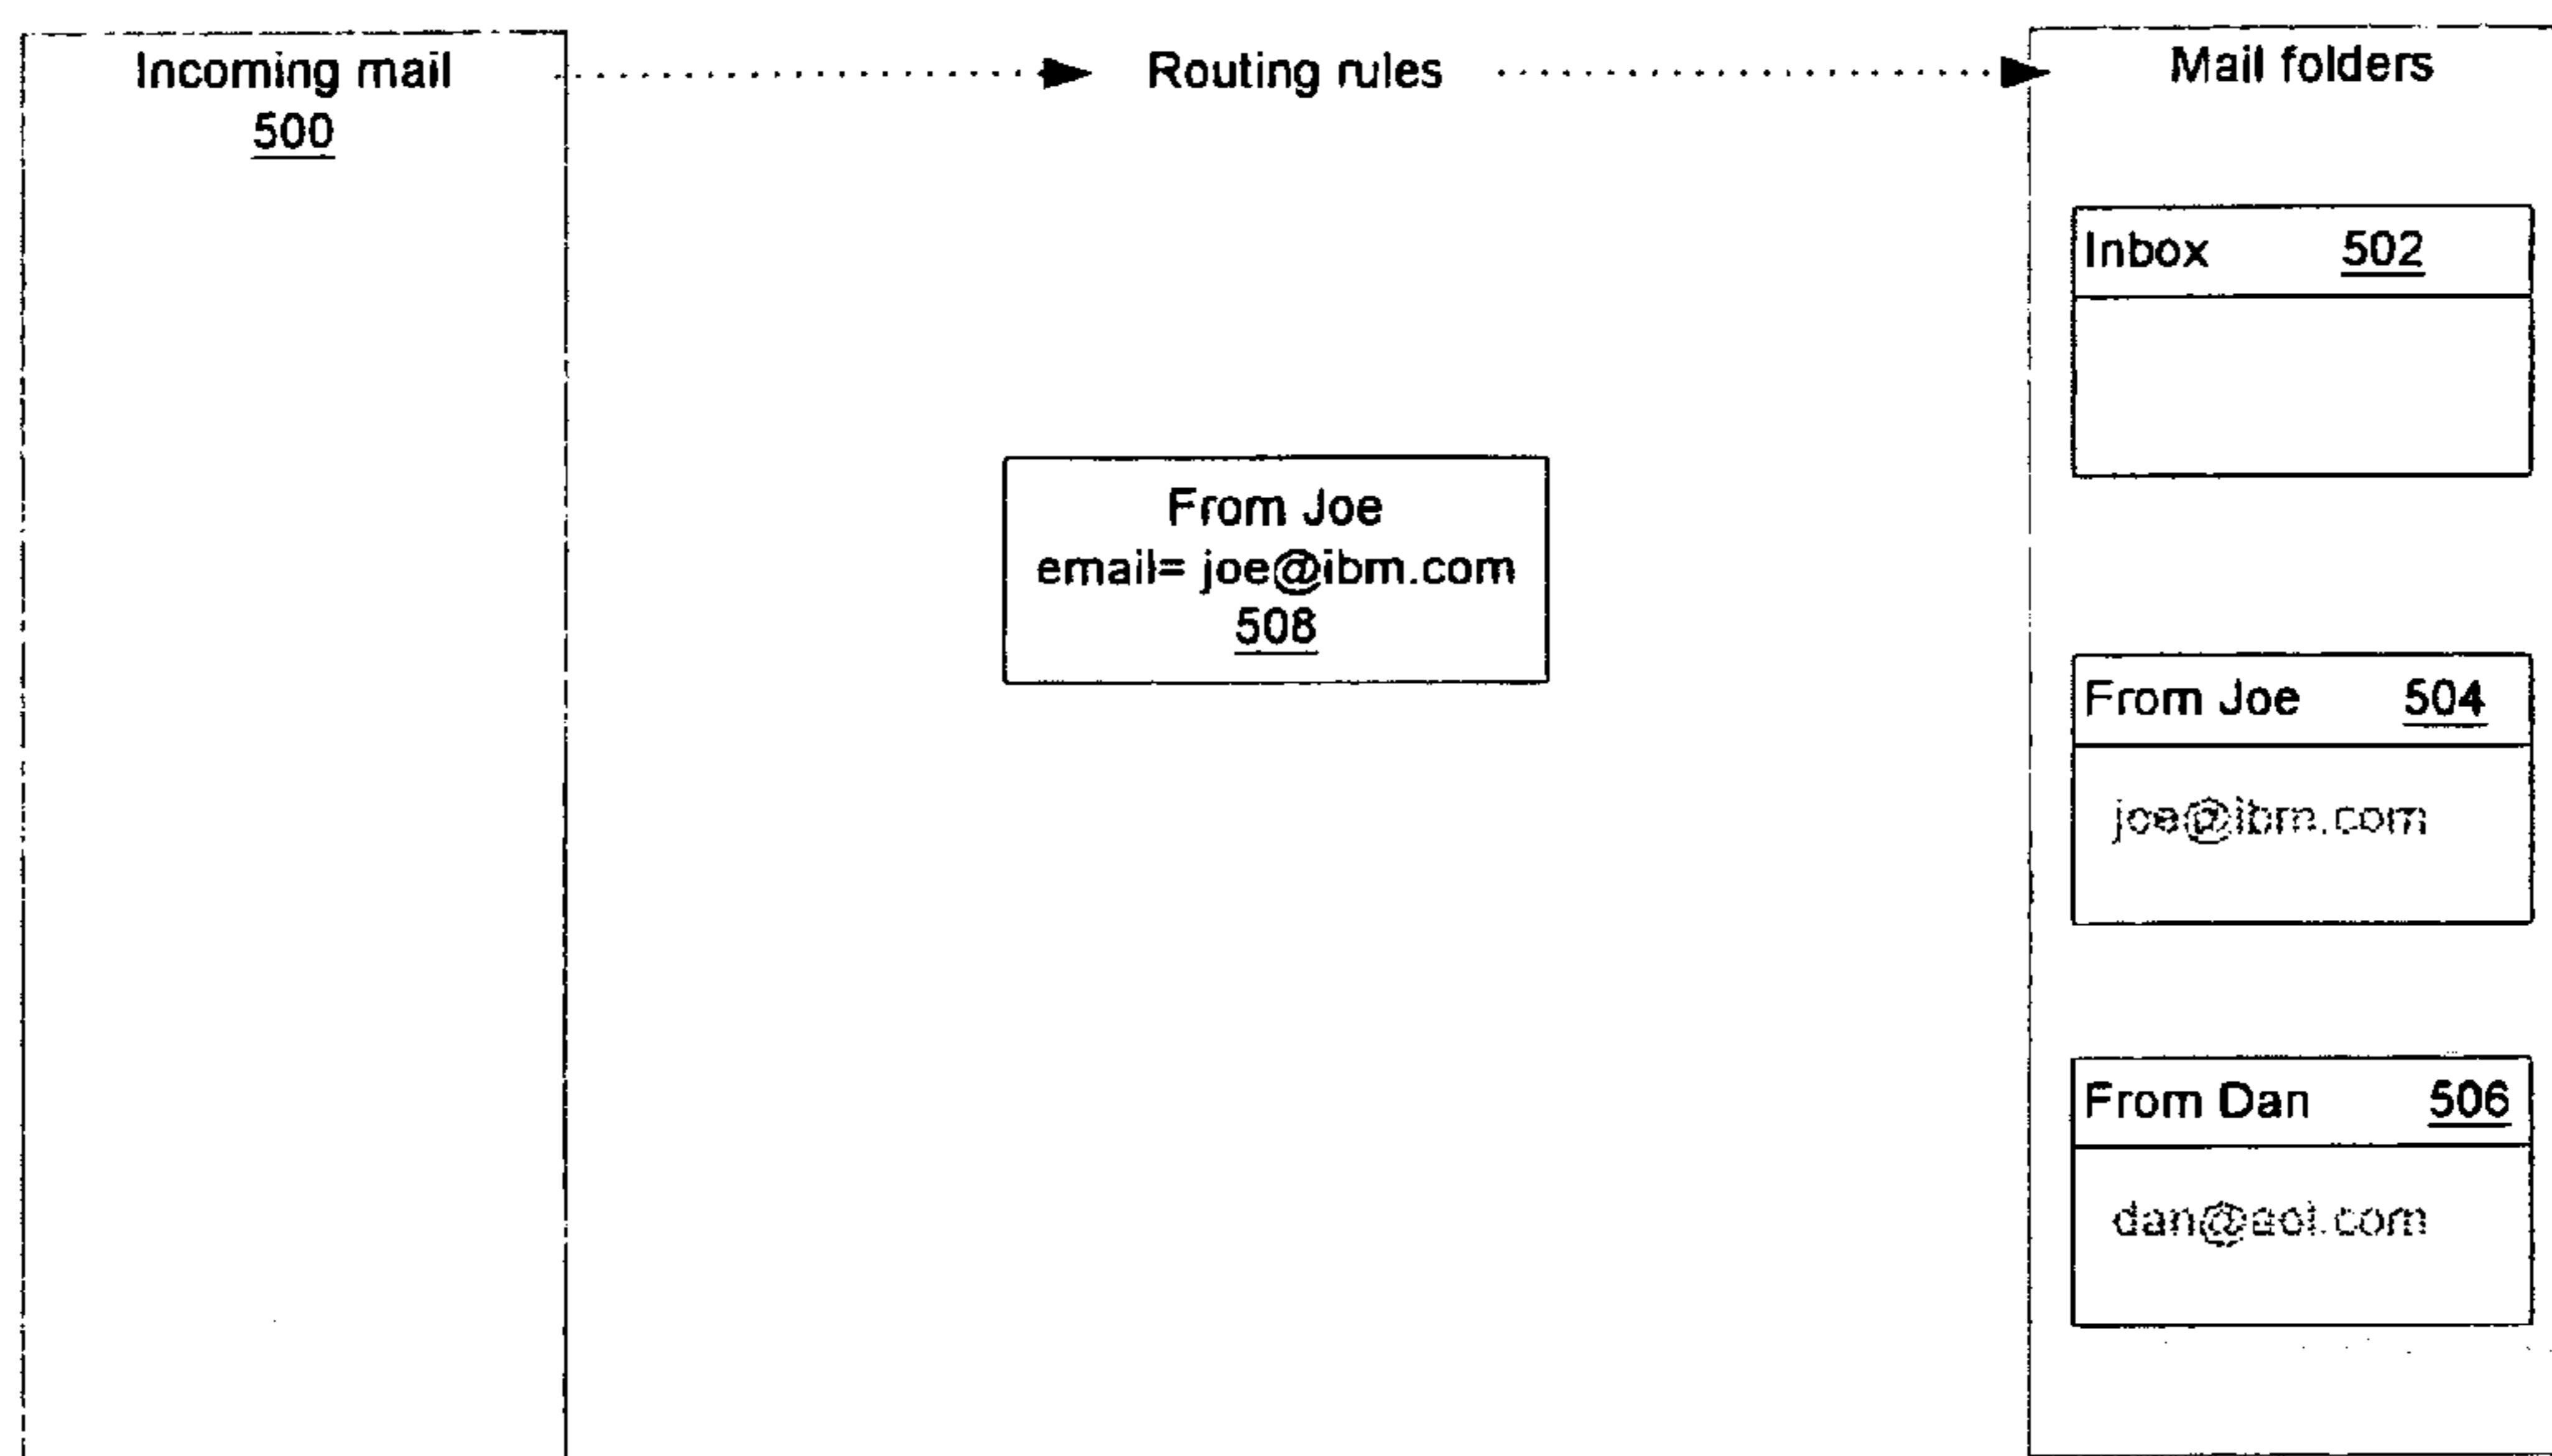 Incoming mail
500
Routing rules
Mail folders
Inbox 502
From Joe
email= joe@ibm.com
508
From Joe 504
joe@ibm.com
From Dan 506
dan@aol.com